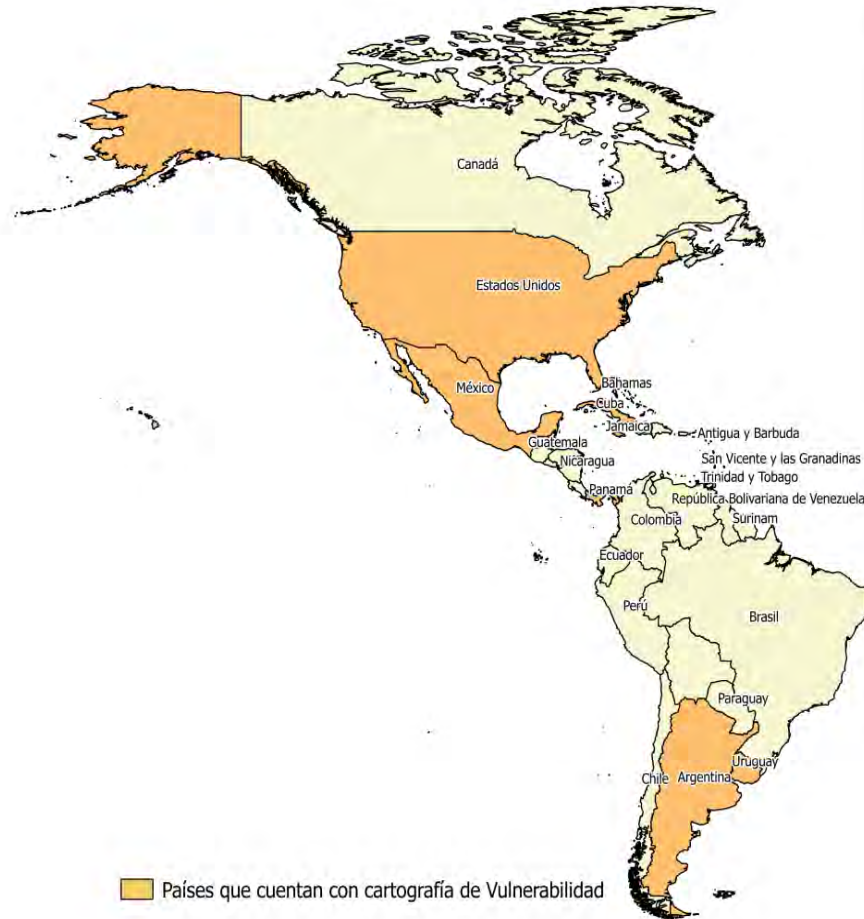 Canadá
Estados Unidos
México
Bahamas
Cuba
Jamaica
Antigua y Barbuda
Guatemala
Nicaragua
San Vicente y las Granadinas
Trinidad y Tobago
Panamá
República Bolivariana de Venezuela
Colombia
Surinam
Ecuador
Perú
Brasil
Paraguay
Uruguay
Chile
Argentina
Países que cuentan con cartografía de Vulnerabilidad